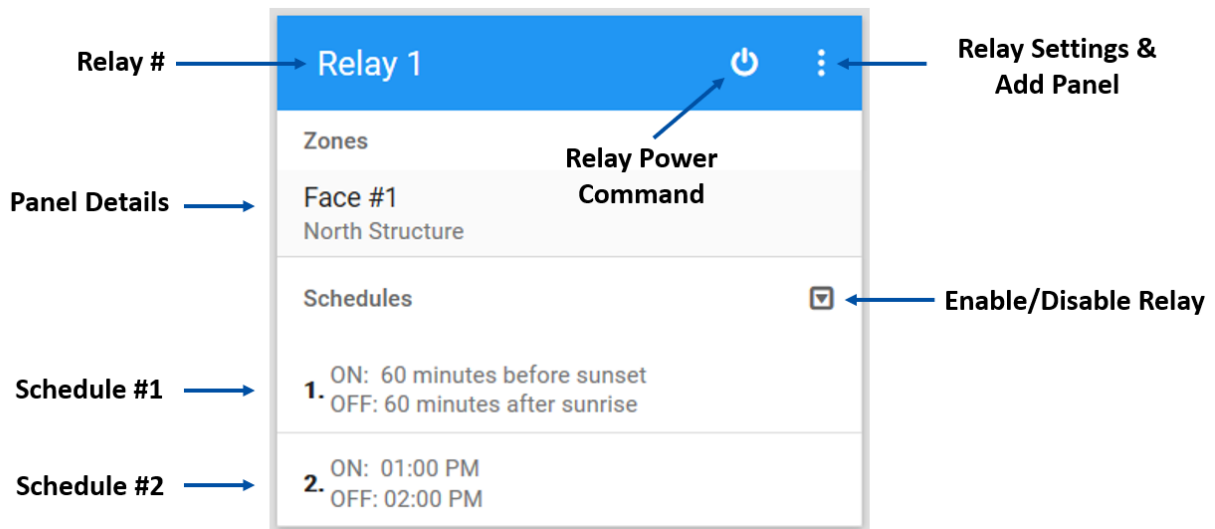 Relay #
Relay 1
Relay Settings &
Add Panel
Zones
Relay Power
Command
Panel Details
Face #1
North Structure
Schedules
Enable/Disable Relay
Schedule #1
1.
ON:  60 minutes before sunset
OFF: 60 minutes after sunrise
Schedule #2
2.
ON:  01:00 PM
OFF: 02:00 PM